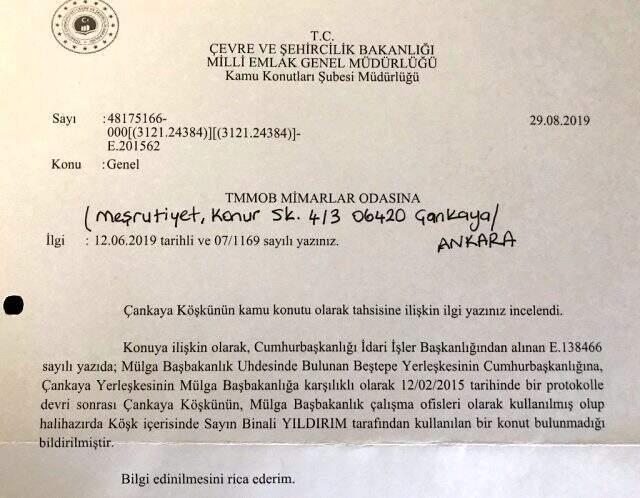 T.C.
ÇEVRE VE ŞEHİRCİLİK BAKANLIĞI
MİLLİ EMLAK GENEL MÜDÜRLÜĞÜ
Kamu Konutları Şubesi Müdürlüğü
Sayı :48175166-
000[(3121.24384)][(3121.24384)]-
E.201562
29.08.2019
Konu :Genel
TMMOB MİMARLAR ODASINA
(Meşrutiyet, Konur Sk. 4/3 06420 Çankaya/
ANKARA
İlgi : 12.06.2019 tarihli ve 07/1169 sayılı yazınız.
Çankaya Köşkünün kamu konutu olarak tahsisine ilişkin ilgi yazınız incelendi.
Konuya ilişkin olarak, Cumhurbaşkanlığı İdari İşler Başkanlığından alınan E.138466
sayılı yazıda; Mülga Başbakanlık Uhdesinde Bulunan Beştepe Yerleşkesinin Cumhurbaşkanlığına,
Çankaya Yerleşkesinin Mülga Başbakanlığa karşılıklı olarak 12/02/2015 tarihinde bir protokolle
devri sonrası Çankaya Köşkünün, Mülga Başbakanlık çalışma ofisleri olarak kullanılmış olup
halihazırda Köşk içerisinde Sayın Binali YILDIRIM tarafından kullanılan bir konut bulunmadığı
bildirilmiştir.
Bilgi edinilmesini rica ederim.